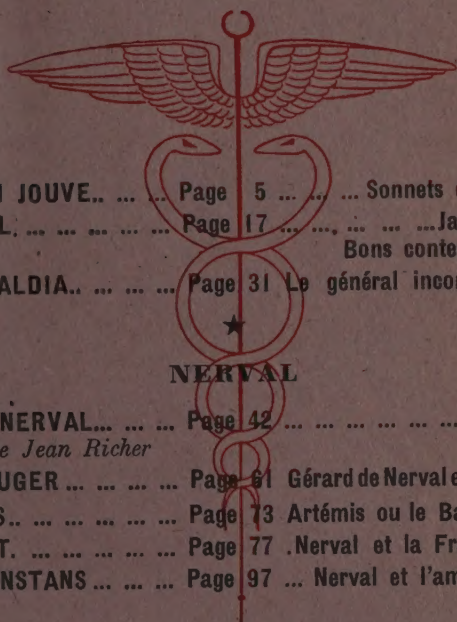 I JOUVE.. ... ... Page 5 ... ... ... Sonnets
L. ... ... ... ... Page 17 ... ... ... ... ...Ja
Bons conte
ALDIA.. ... ... ... Page 31 Le général incon
NERVAL
NERVAL... ... ... Page 42 ... ... ... ... ... ...
e Jean Richer
UGER ... ... ... ... Page 61 Gérard de Nerval e
S.. ... ... ... ... Page 73 Artémis ou le Ba
T. ... ... ... ... Page 77 .Nerval et la Fr
NSTANS ... ... ... Page 97 ... Nerval et l'am